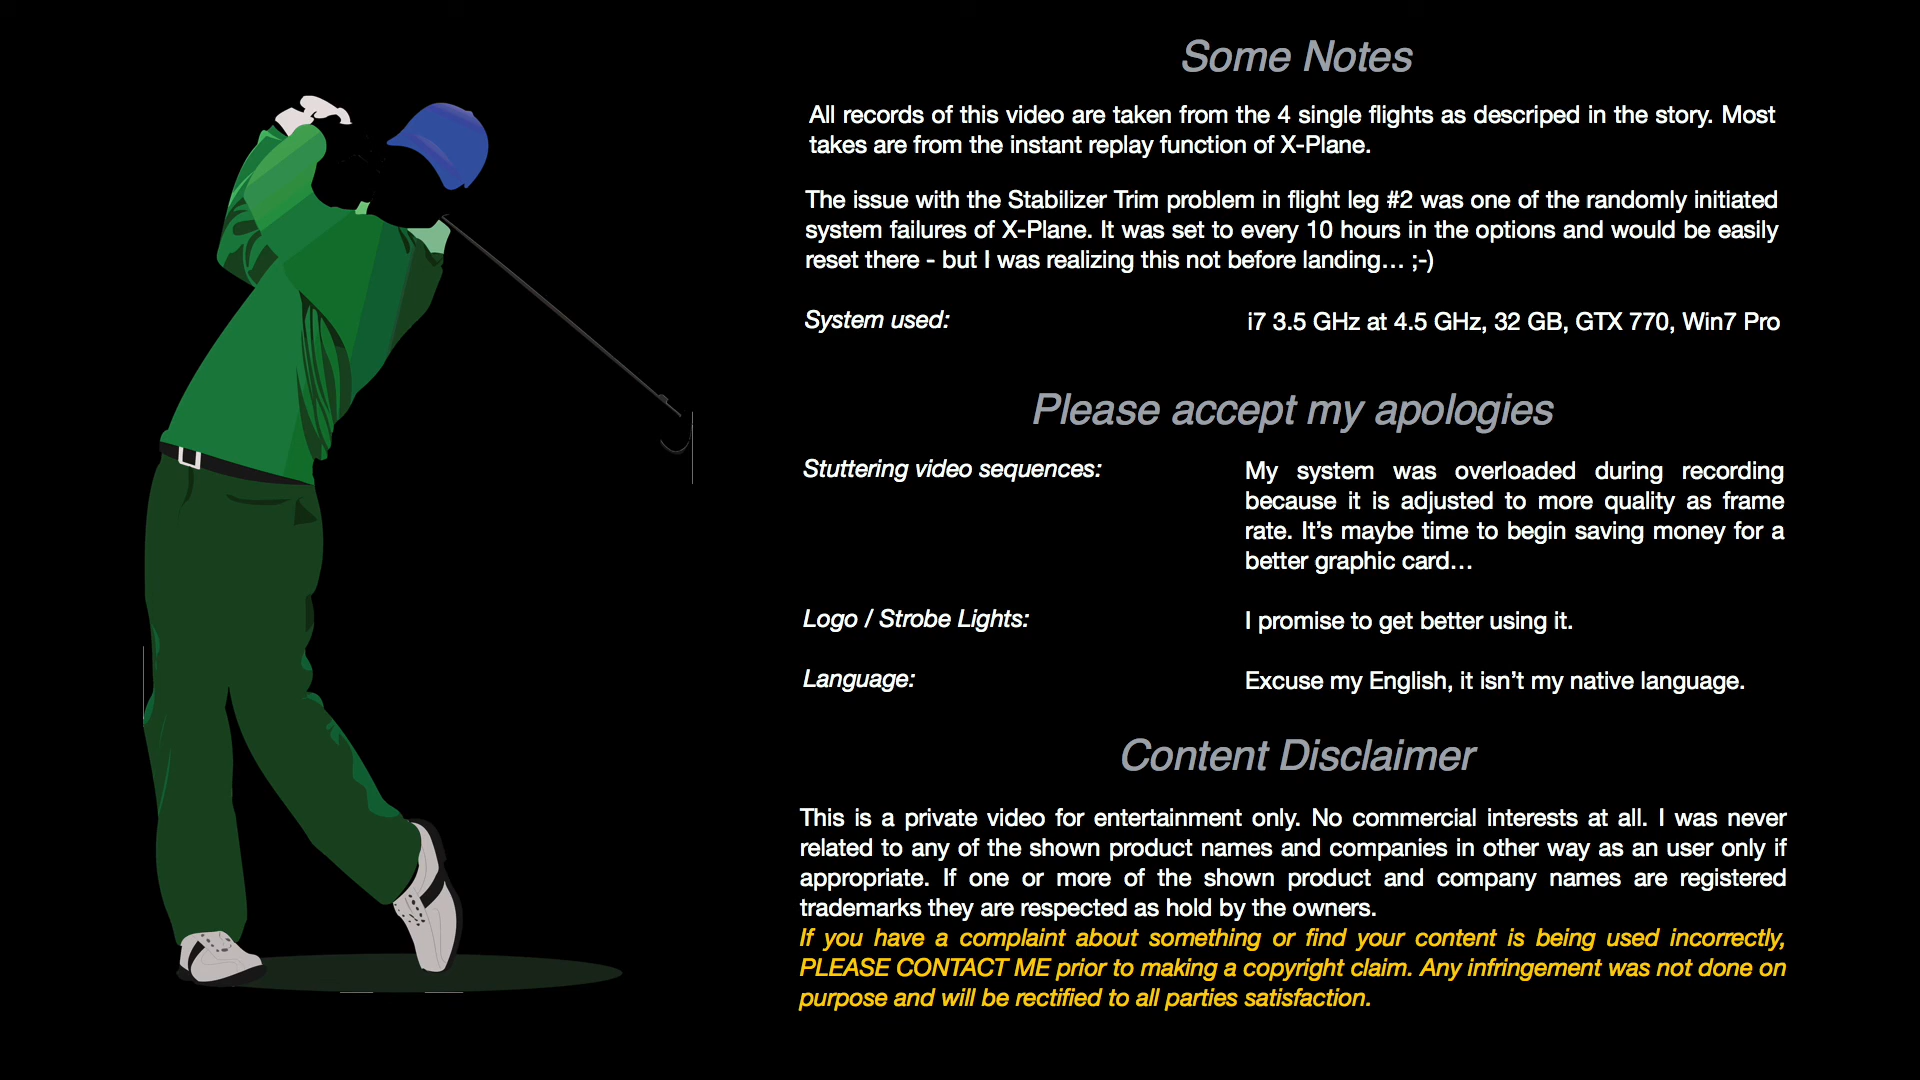 Some Notes
All records of this video are taken from the 4 single flights as descriped in the story. Most
takes are from the instant replay function of X-Plane.
The issue with the Stabilizer Trim problem in flight leg #2 was one of the randomly initiated
system failures of X-Plane. It was set to every 10 hours in the options and would be easily
reset there - but I was realizing this not before landing… ;-)
System used: i7 3.5 GHz at 4.5 GHz, 32 GB, GTX 770, Win7 Pro
Please accept my apologies
Stuttering video sequences: My system was overloaded during recording
because it is adjusted to more quality as frame
rate. It’s maybe time to begin saving money for a
better graphic card…
Logo / Strobe Lights: I promise to get better using it.
Language: Excuse my English, it isn’t my native language.
Content Disclaimer
This is a private video for entertainment only. No commercial interests at all. I was never
related to any of the shown product names and companies in other way as an user only if
appropriate. If one or more of the shown product and company names are registered
trademarks they are respected as hold by the owners.
If you have a complaint about something or find your content is being used incorrectly,
PLEASE CONTACT ME prior to making a copyright claim. Any infringement was not done on
purpose and will be rectified to all parties satisfaction.